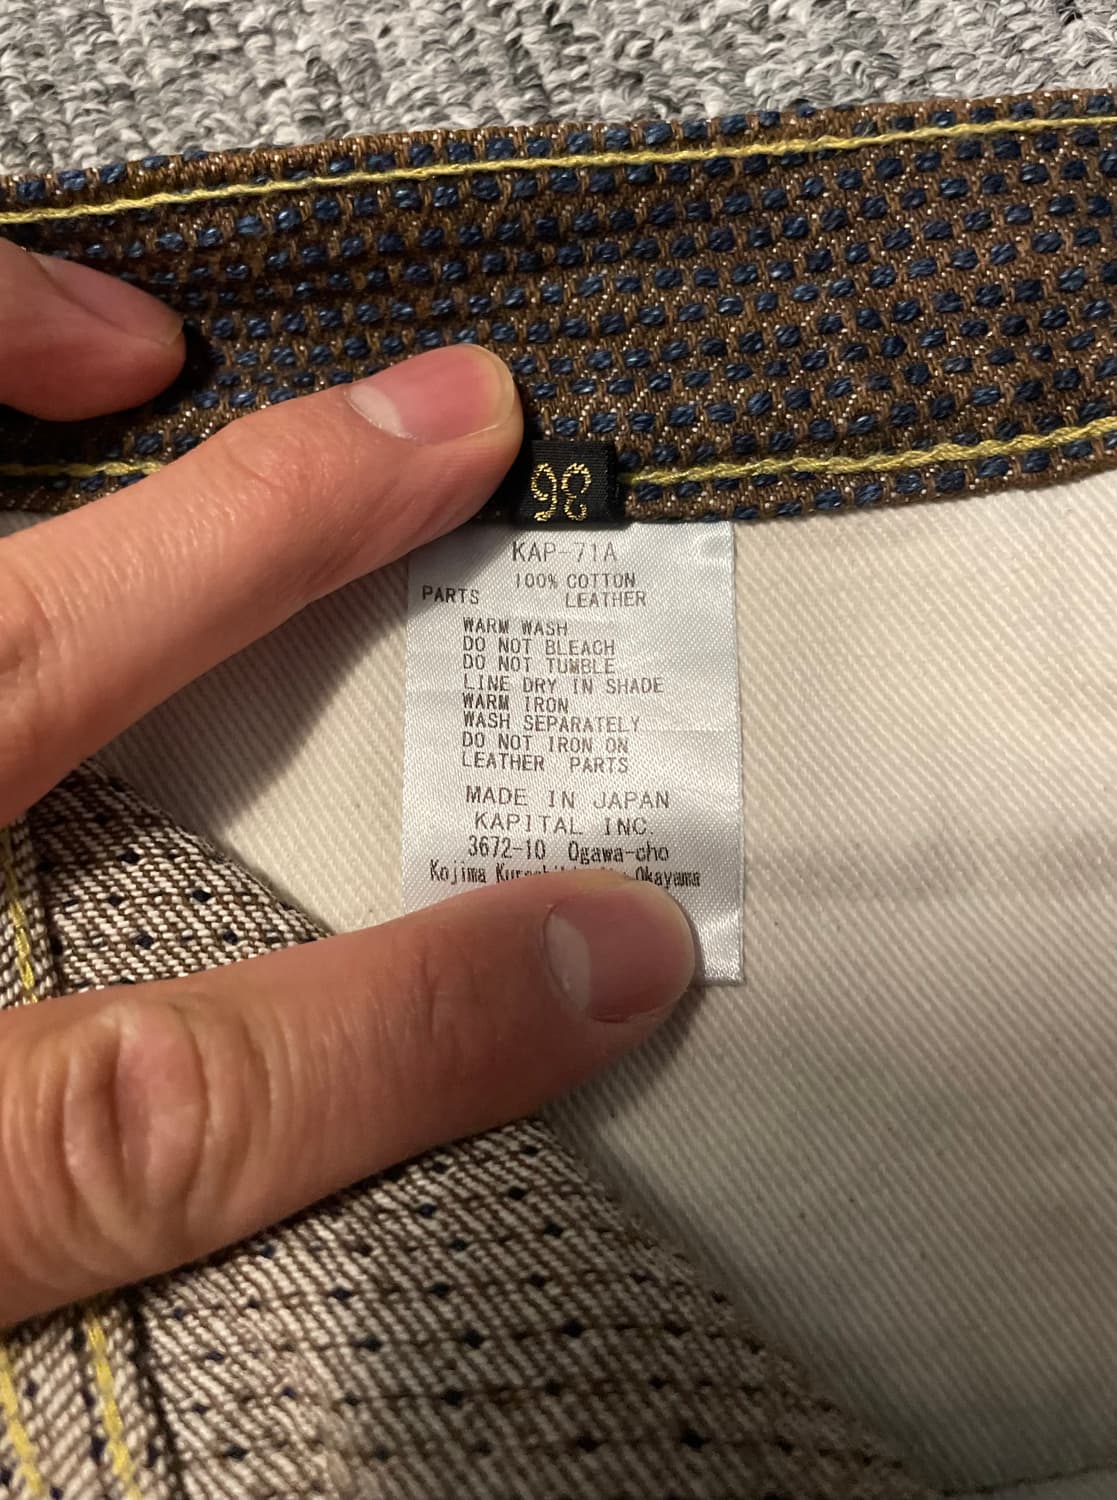 36
KAP-71A
100% COTTON
PARTS LEATHER
WARM WASH
DO NOT BLEACH
DO NOT TUMBLE
LINE DRY IN SHADE
WARM IRON
WASH SEPARATELY
DO NOT IRON ON
LEATHER PARTS
MADE IN JAPAN
KAPITAL INC.
3672-10 Ogawa-cho
Kojima Okayama